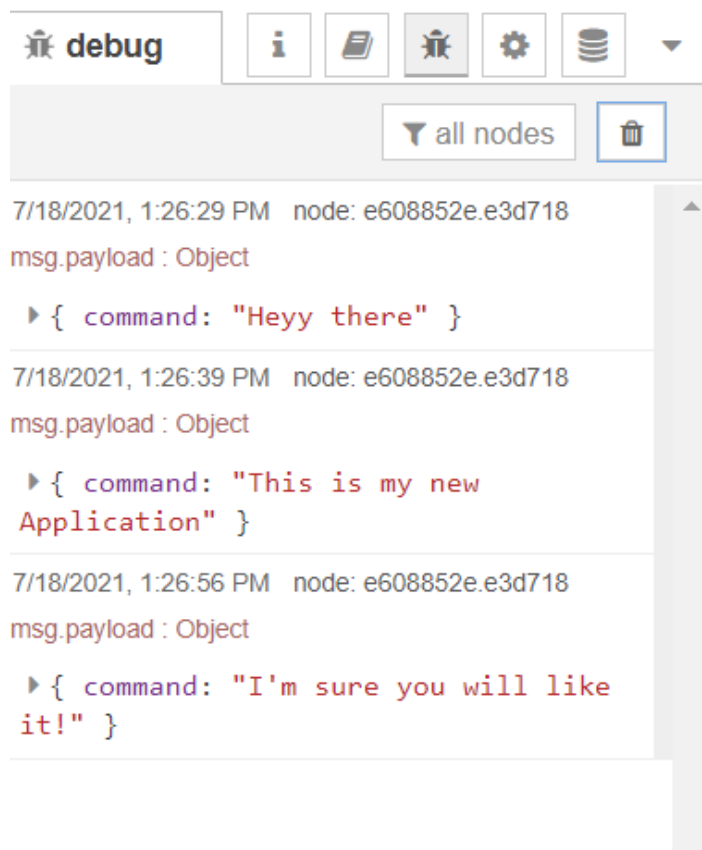 debug
i
all nodes
7/18/2021, 1:26:29 PM node: e608852e.e3d718
msg.payload : Object
{ command: "Heyy there" }
7/18/2021, 1:26:39 PM node: e608852e.e3d718
msg.payload : Object
{ command: "This is my new
Application" }
7/18/2021, 1:26:56 PM node: e608852e.e3d718
msg.payload : Object
{ command: "I'm sure you will like
it!" }